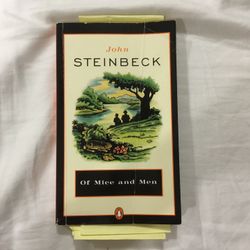 John
STEINBECK
Of Mice and Men